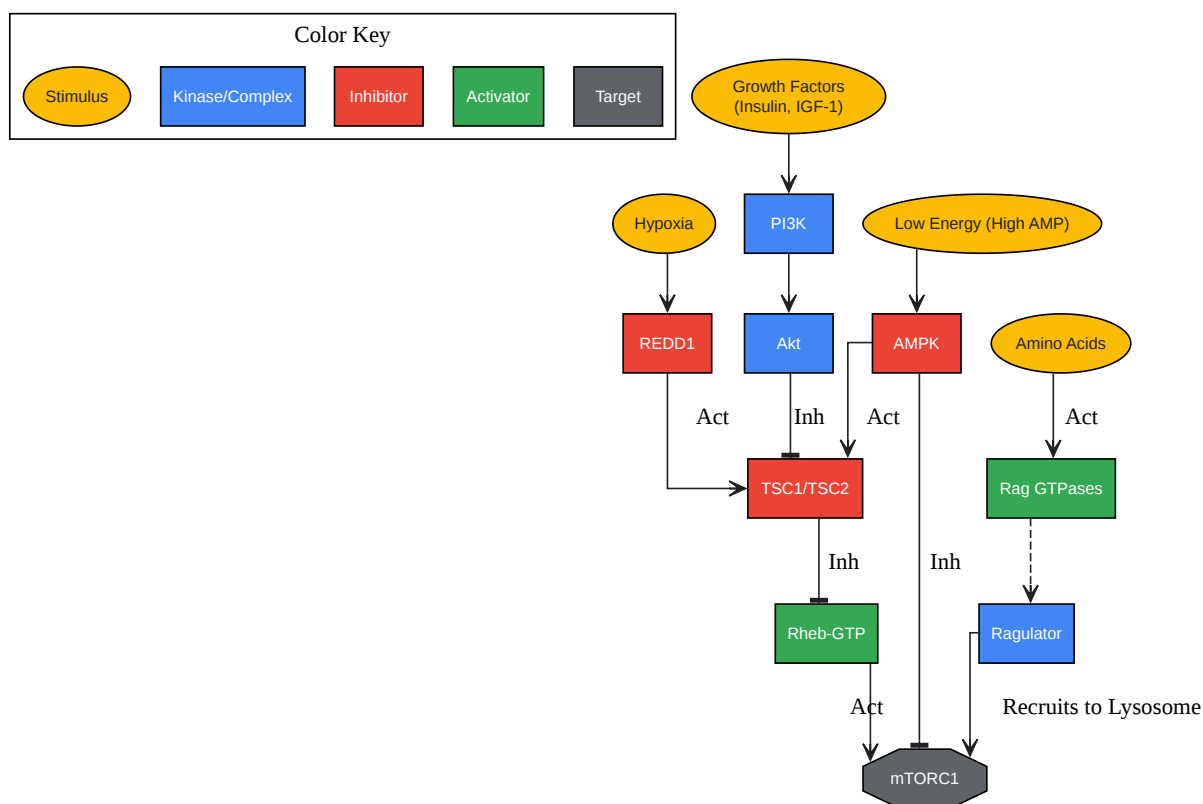 Color Key
Stimulus
Kinase/Complex
Inhibitor
Activator
Target
Growth Factors
(Insulin, IGF-1)
Hypoxia
PI3K
Low Energy (High AMP)
REDD1
Akt
AMPK
Amino Acids
Act
Inh
Act
Act
TSC1/TSC2
Rag GTPases
Inh
Inh
Rheb-GTP
Ragulator
Act
Recruits to Lysosome
mTORC1